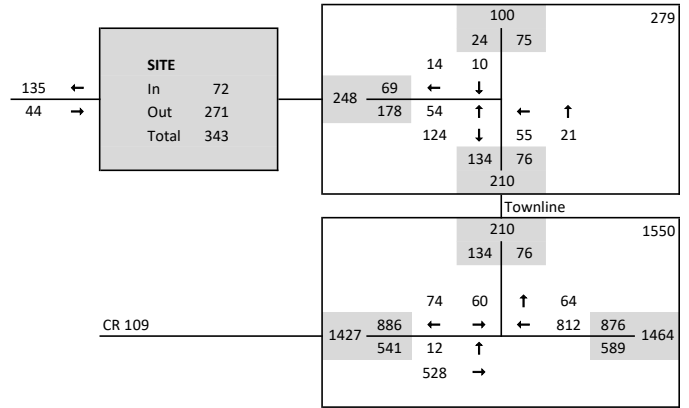 100 279
24 75
SITE 14 10
135 ← In 72 248 69 ← ↓
44 → Out 271 178 54 ↑ ← ↑
Total 343 124 ↓ 55 21
134 76
210
Townline
210 1550
134 76
74 60 ↑ 64
CR 109 1427 886 ← → ← 812 876 1464
541 12 ↑ 589
528 →